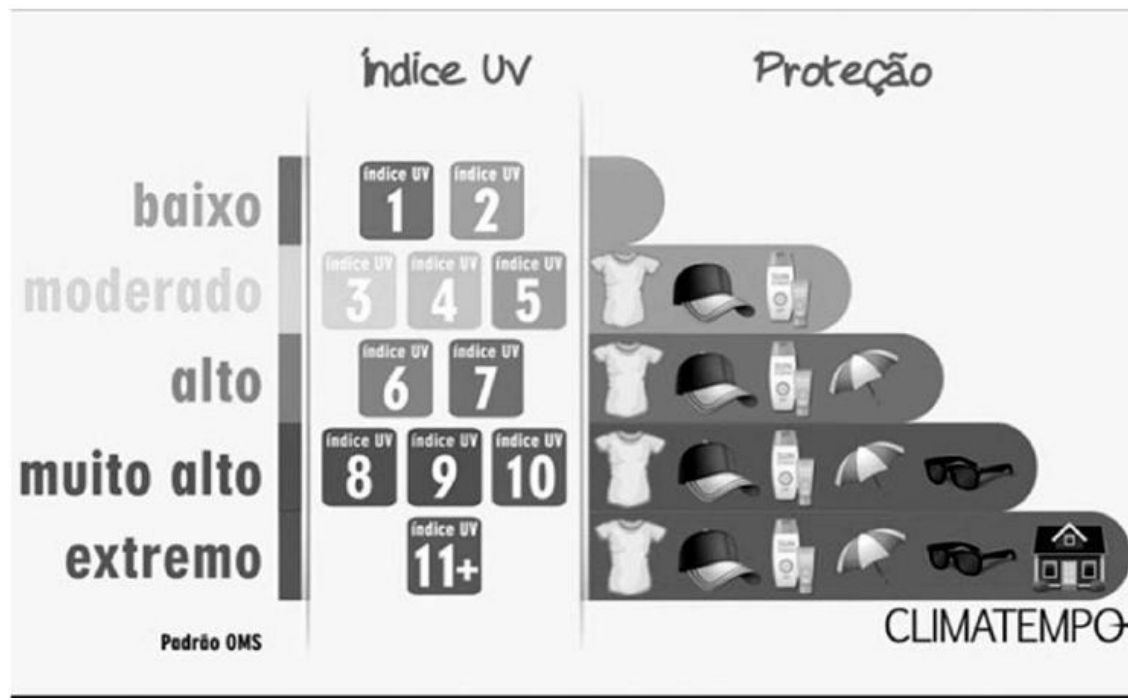 Índice UV Proteção
baixo
índice UV índice UV
1 2
moderado
índice UV índice UV índice UV
3 4 5
alto
índice UV índice UV
6 7
muito alto
índice UV índice UV índice UV
8 9 10
extremo
índice UV
11+
Padrão OMS
CLIMATEMPO